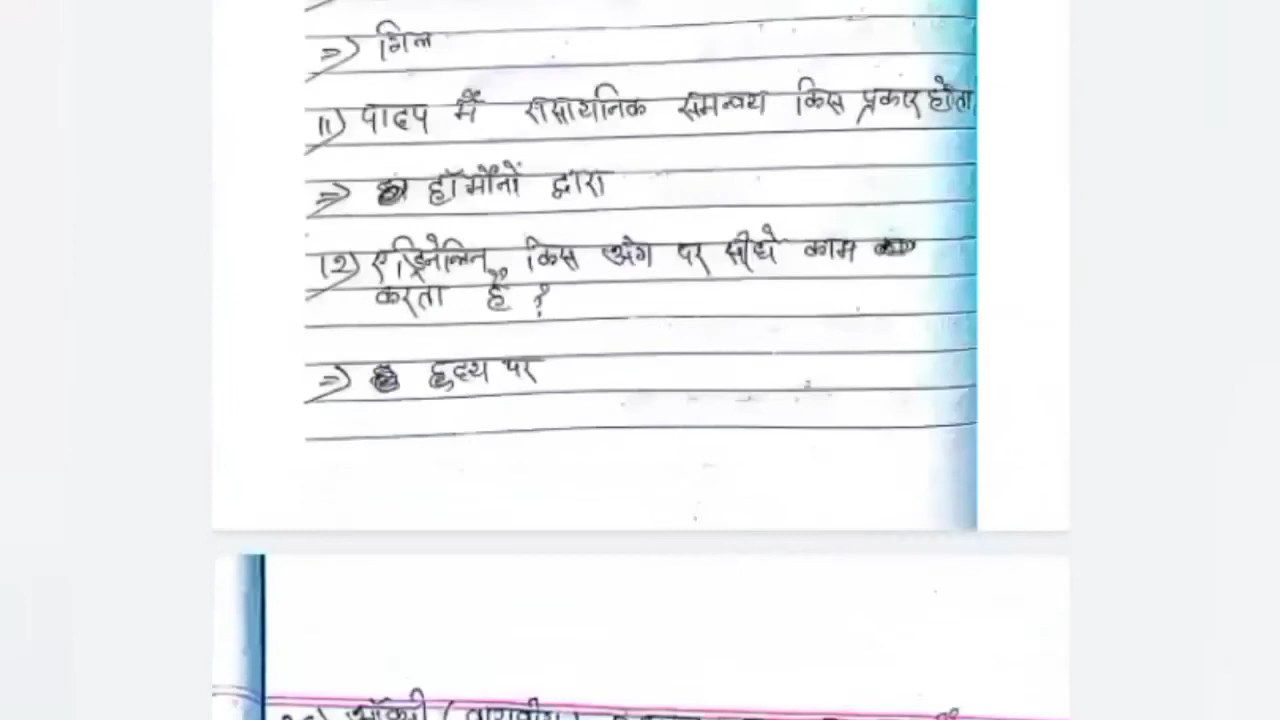 => गिल
11) पादप में रासायनिक समन्वय किस प्रकार होता
=> हॉर्मोनों द्वारा
12) एड्रिनेलिन किस अंग पर सीधे काम
करता है ?
=> हृदय पर